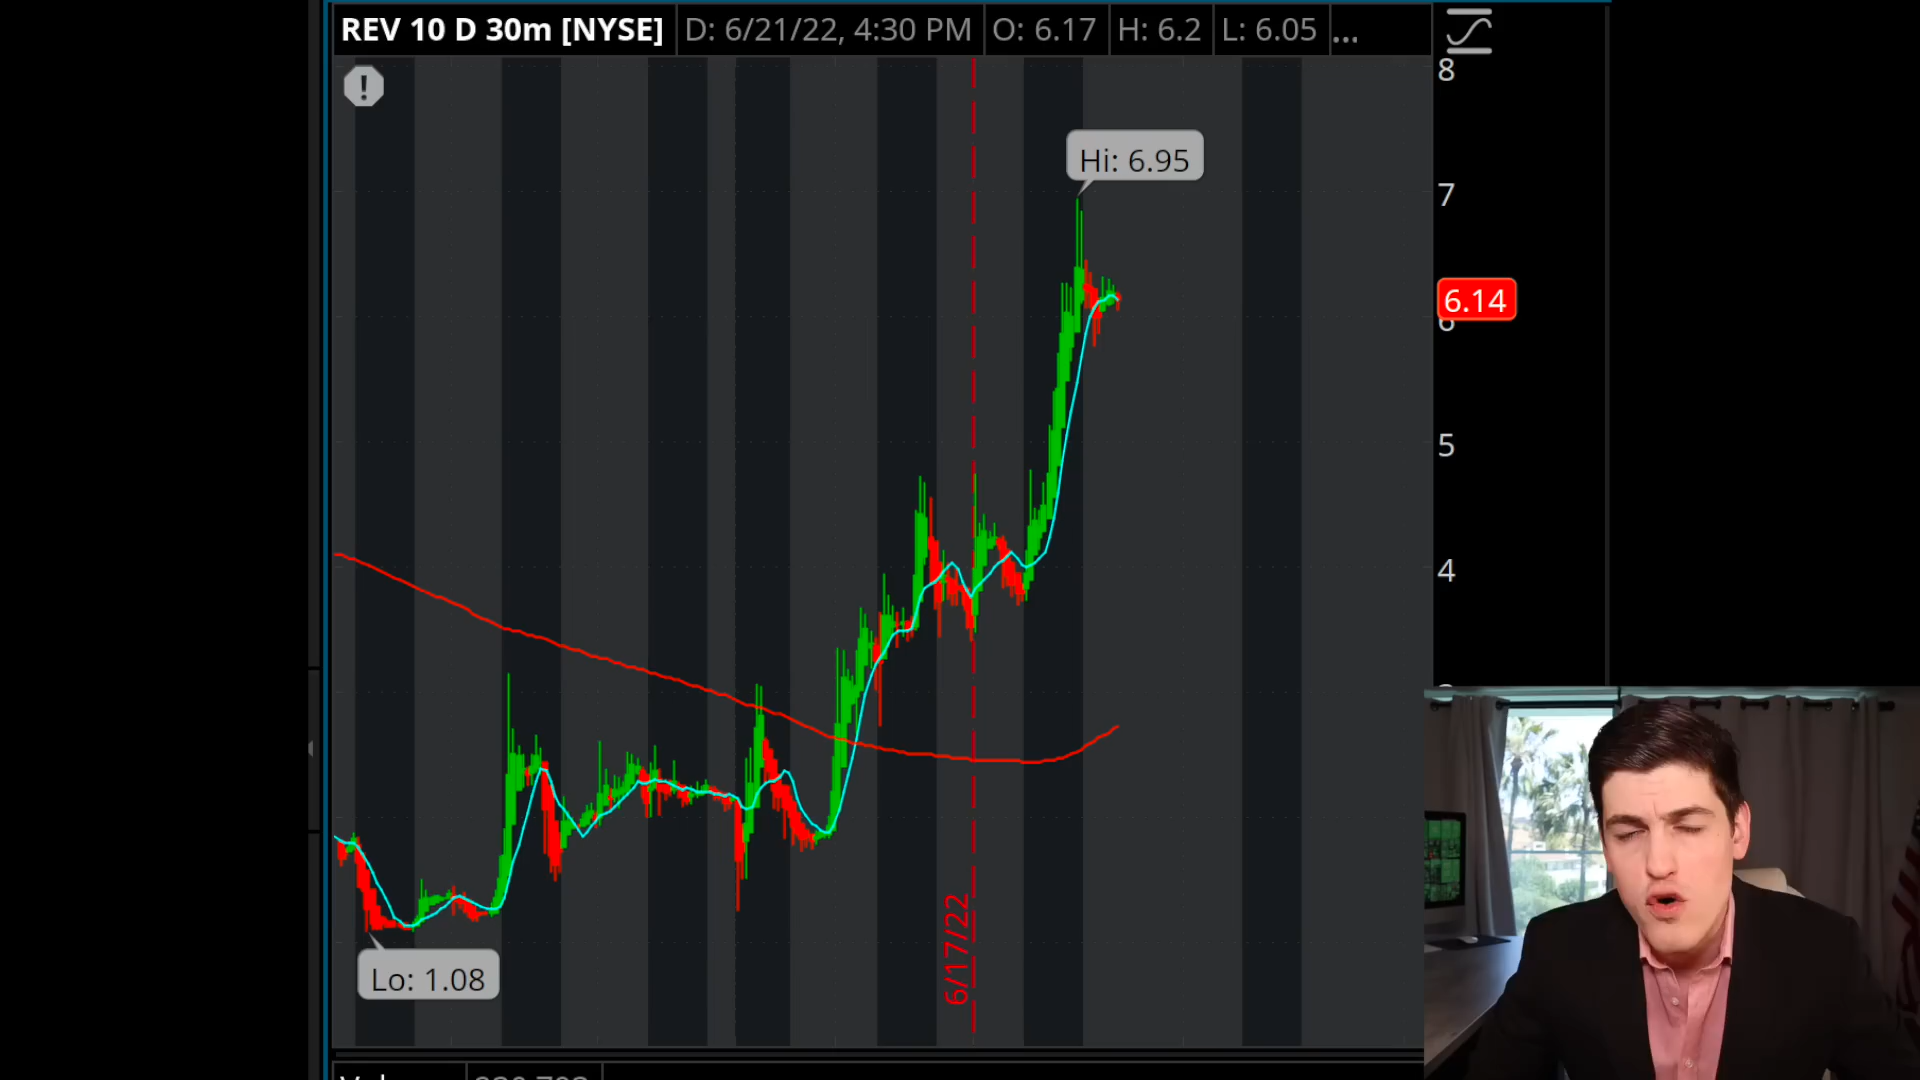 REV 10 D 30m [NYSE] D: 6/21/22, 4:30 PM O: 6.17 H: 6.2 L: 6.05 ...
8
Hi: 6.95
7
6.14
6
5
4
6/17/22
Lo: 1.08